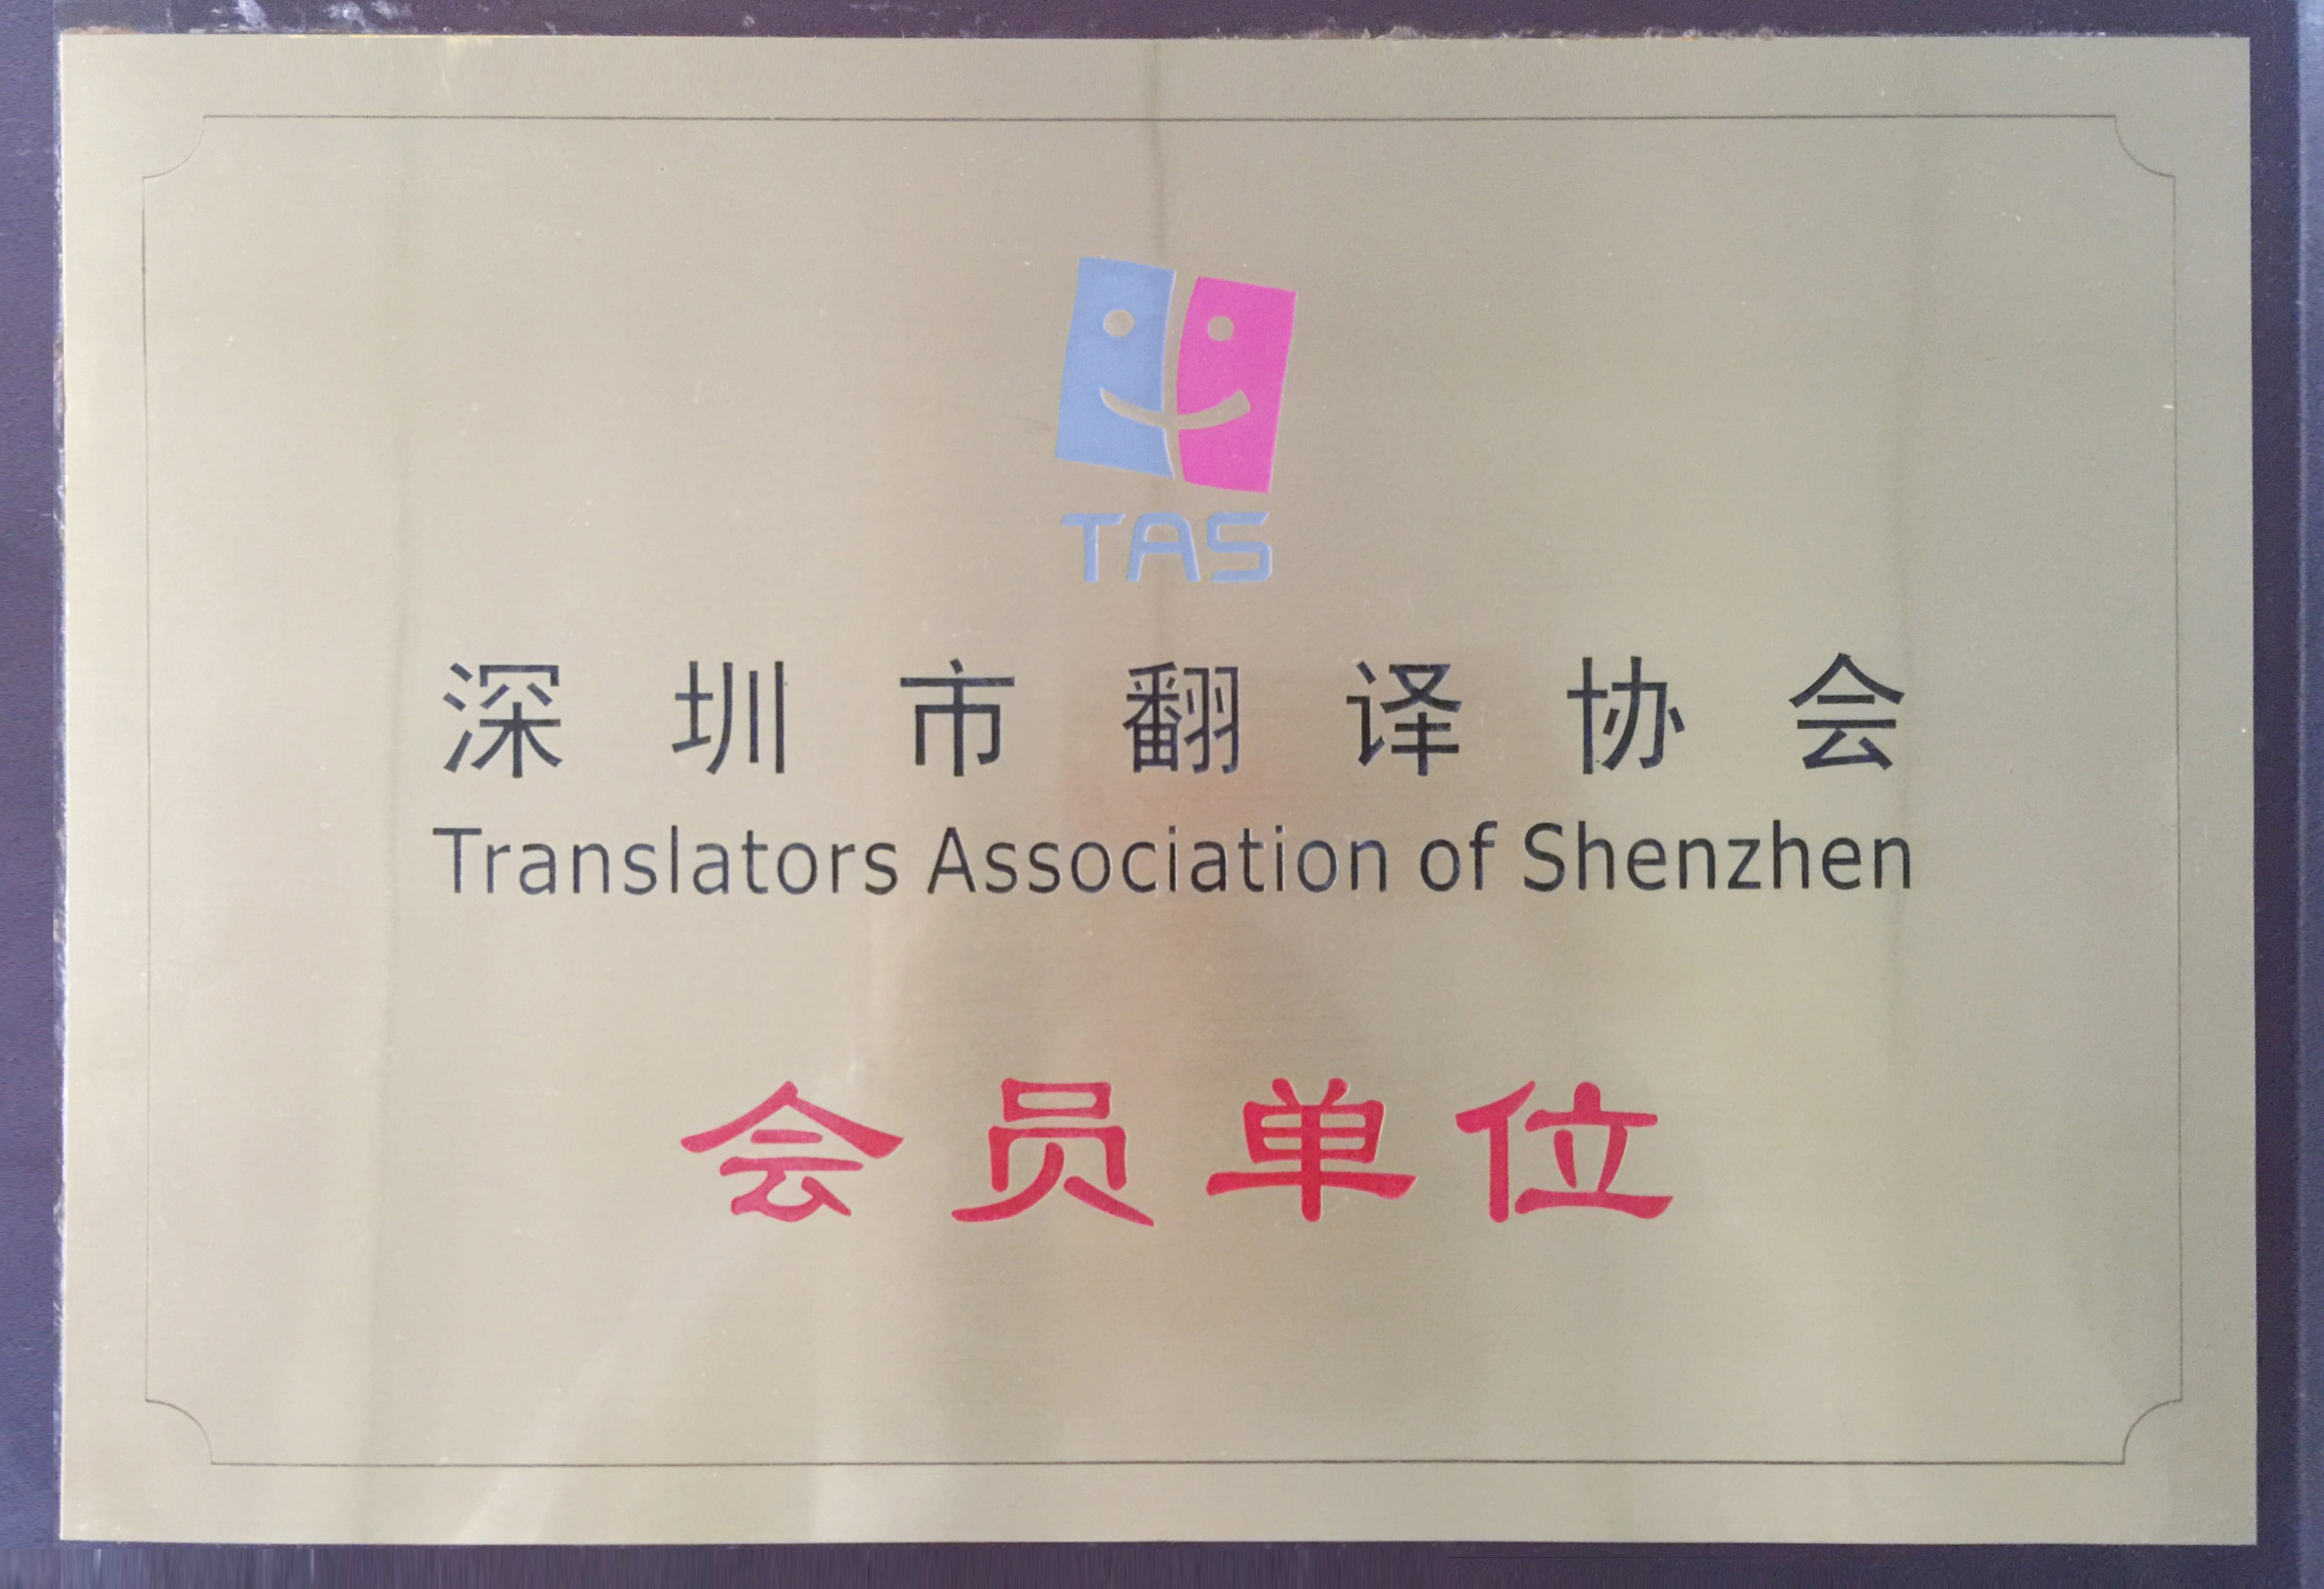 TAS
深圳市翻译协会
Translators Association of Shenzhen
会员单位